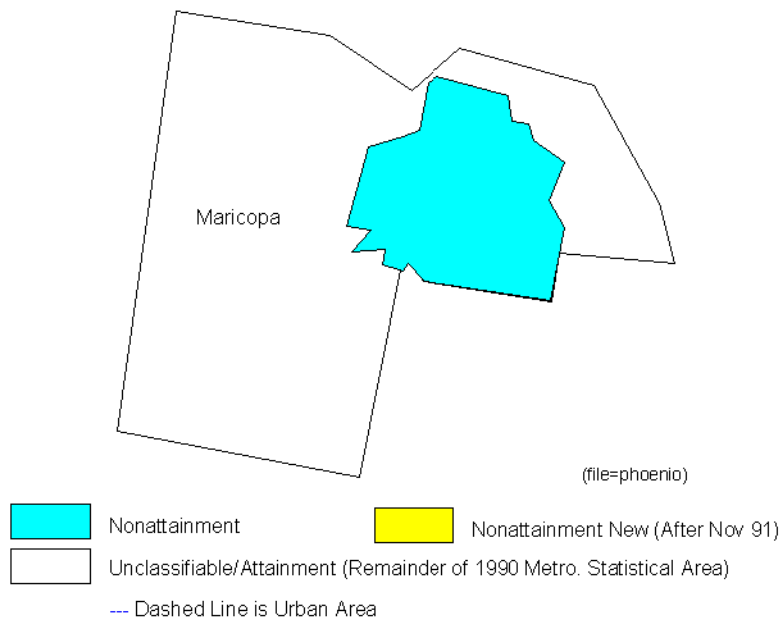 Maricopa
(file=phoenio)
Nonattainment
Nonattainment New (After Nov 91)
Unclassifiable/Attainment (Remainder of 1990 Metro. Statistical Area)
--- Dashed Line is Urban Area